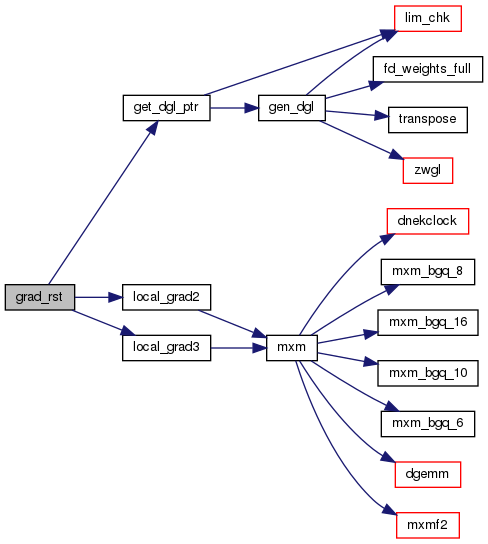 lim_chk
fd_weights_full
get_dgl_ptr
gen_dgl
transpose
zwgl
dnekclock
mxm_bgq_8
grad_rst
local_grad2
mxm_bgq_16
local_grad3
mxm
mxm_bgq_10
mxm_bgq_6
dgemm
mxmf2